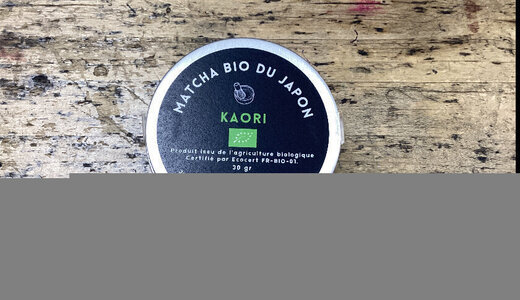 MATCHA BIO DU JAPON
KAORI
Produit issu de l'agriculture biologique
Certifié par Ecocert FR-BIO-01.
30 gr